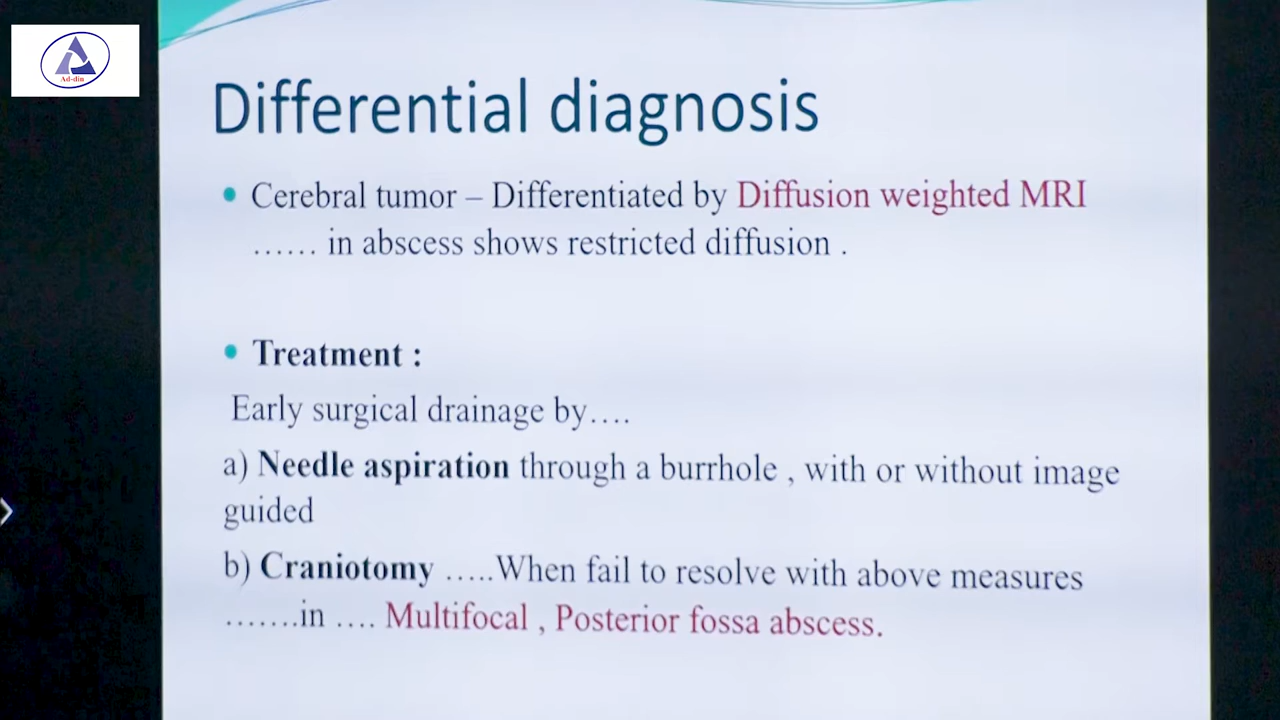 Ad-din
Differential diagnosis
• Cerebral tumor – Differentiated by Diffusion weighted MRI
…… in abscess shows restricted diffusion .
• Treatment :
Early surgical drainage by….
a) Needle aspiration through a burrhole , with or without image
guided
b) Craniotomy …..When fail to resolve with above measures
…….in …. Multifocal , Posterior fossa abscess.